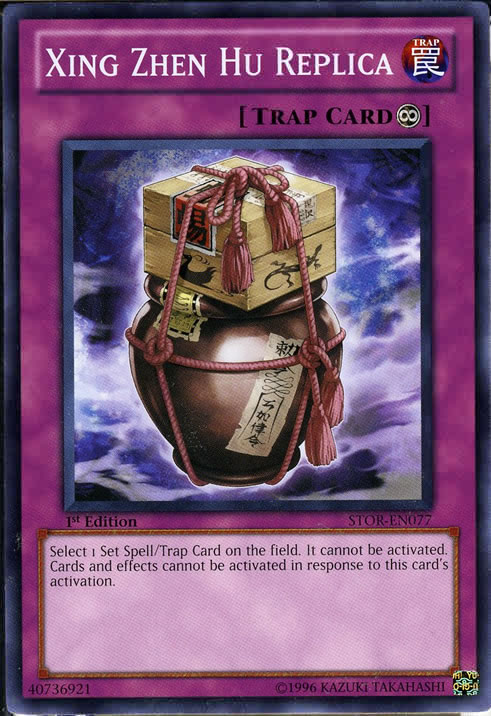 XING ZHEN HU REPLICA
TRAP
罠
[TRAP CARD]
勅
1st Edition
STOR-EN077
Select 1 Set Spell/Trap Card on the field. It cannot be activated.
Cards and effects cannot be activated in response to this card's
activation.
40736921
©1996 KAZUKI TAKAHASHI